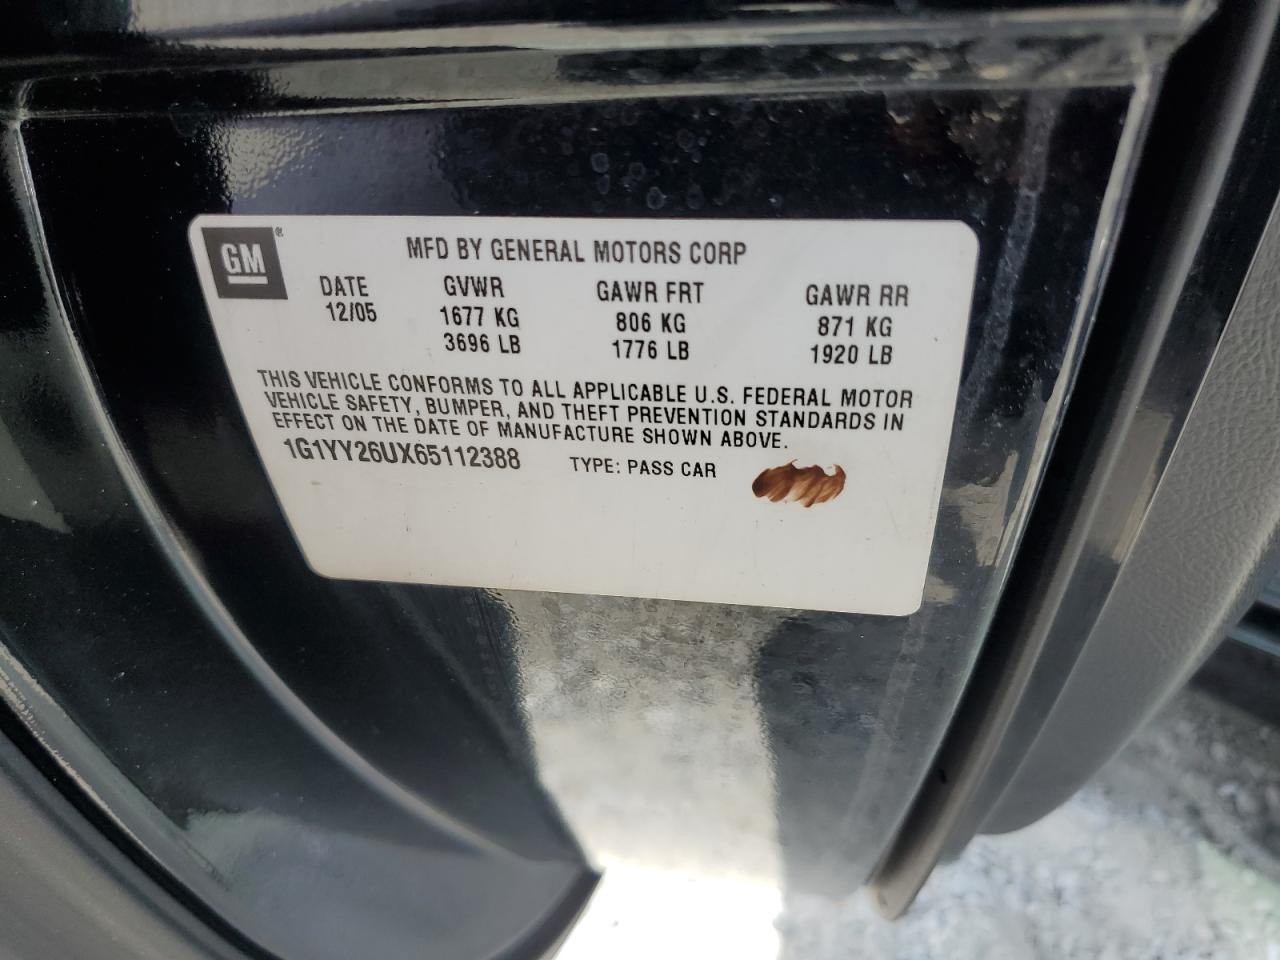 GM®
MFD BY GENERAL MOTORS CORP
DATE GVWR GAWR FRT GAWR RR
12/05 1677 KG 806 KG 871 KG
3696 LB 1776 LB 1920 LB
THIS VEHICLE CONFORMS TO ALL APPLICABLE U.S. FEDERAL MOTOR
VEHICLE SAFETY, BUMPER, AND THEFT PREVENTION STANDARDS IN
EFFECT ON THE DATE OF MANUFACTURE SHOWN ABOVE.
1G1YY26UX65112388 TYPE: PASS CAR